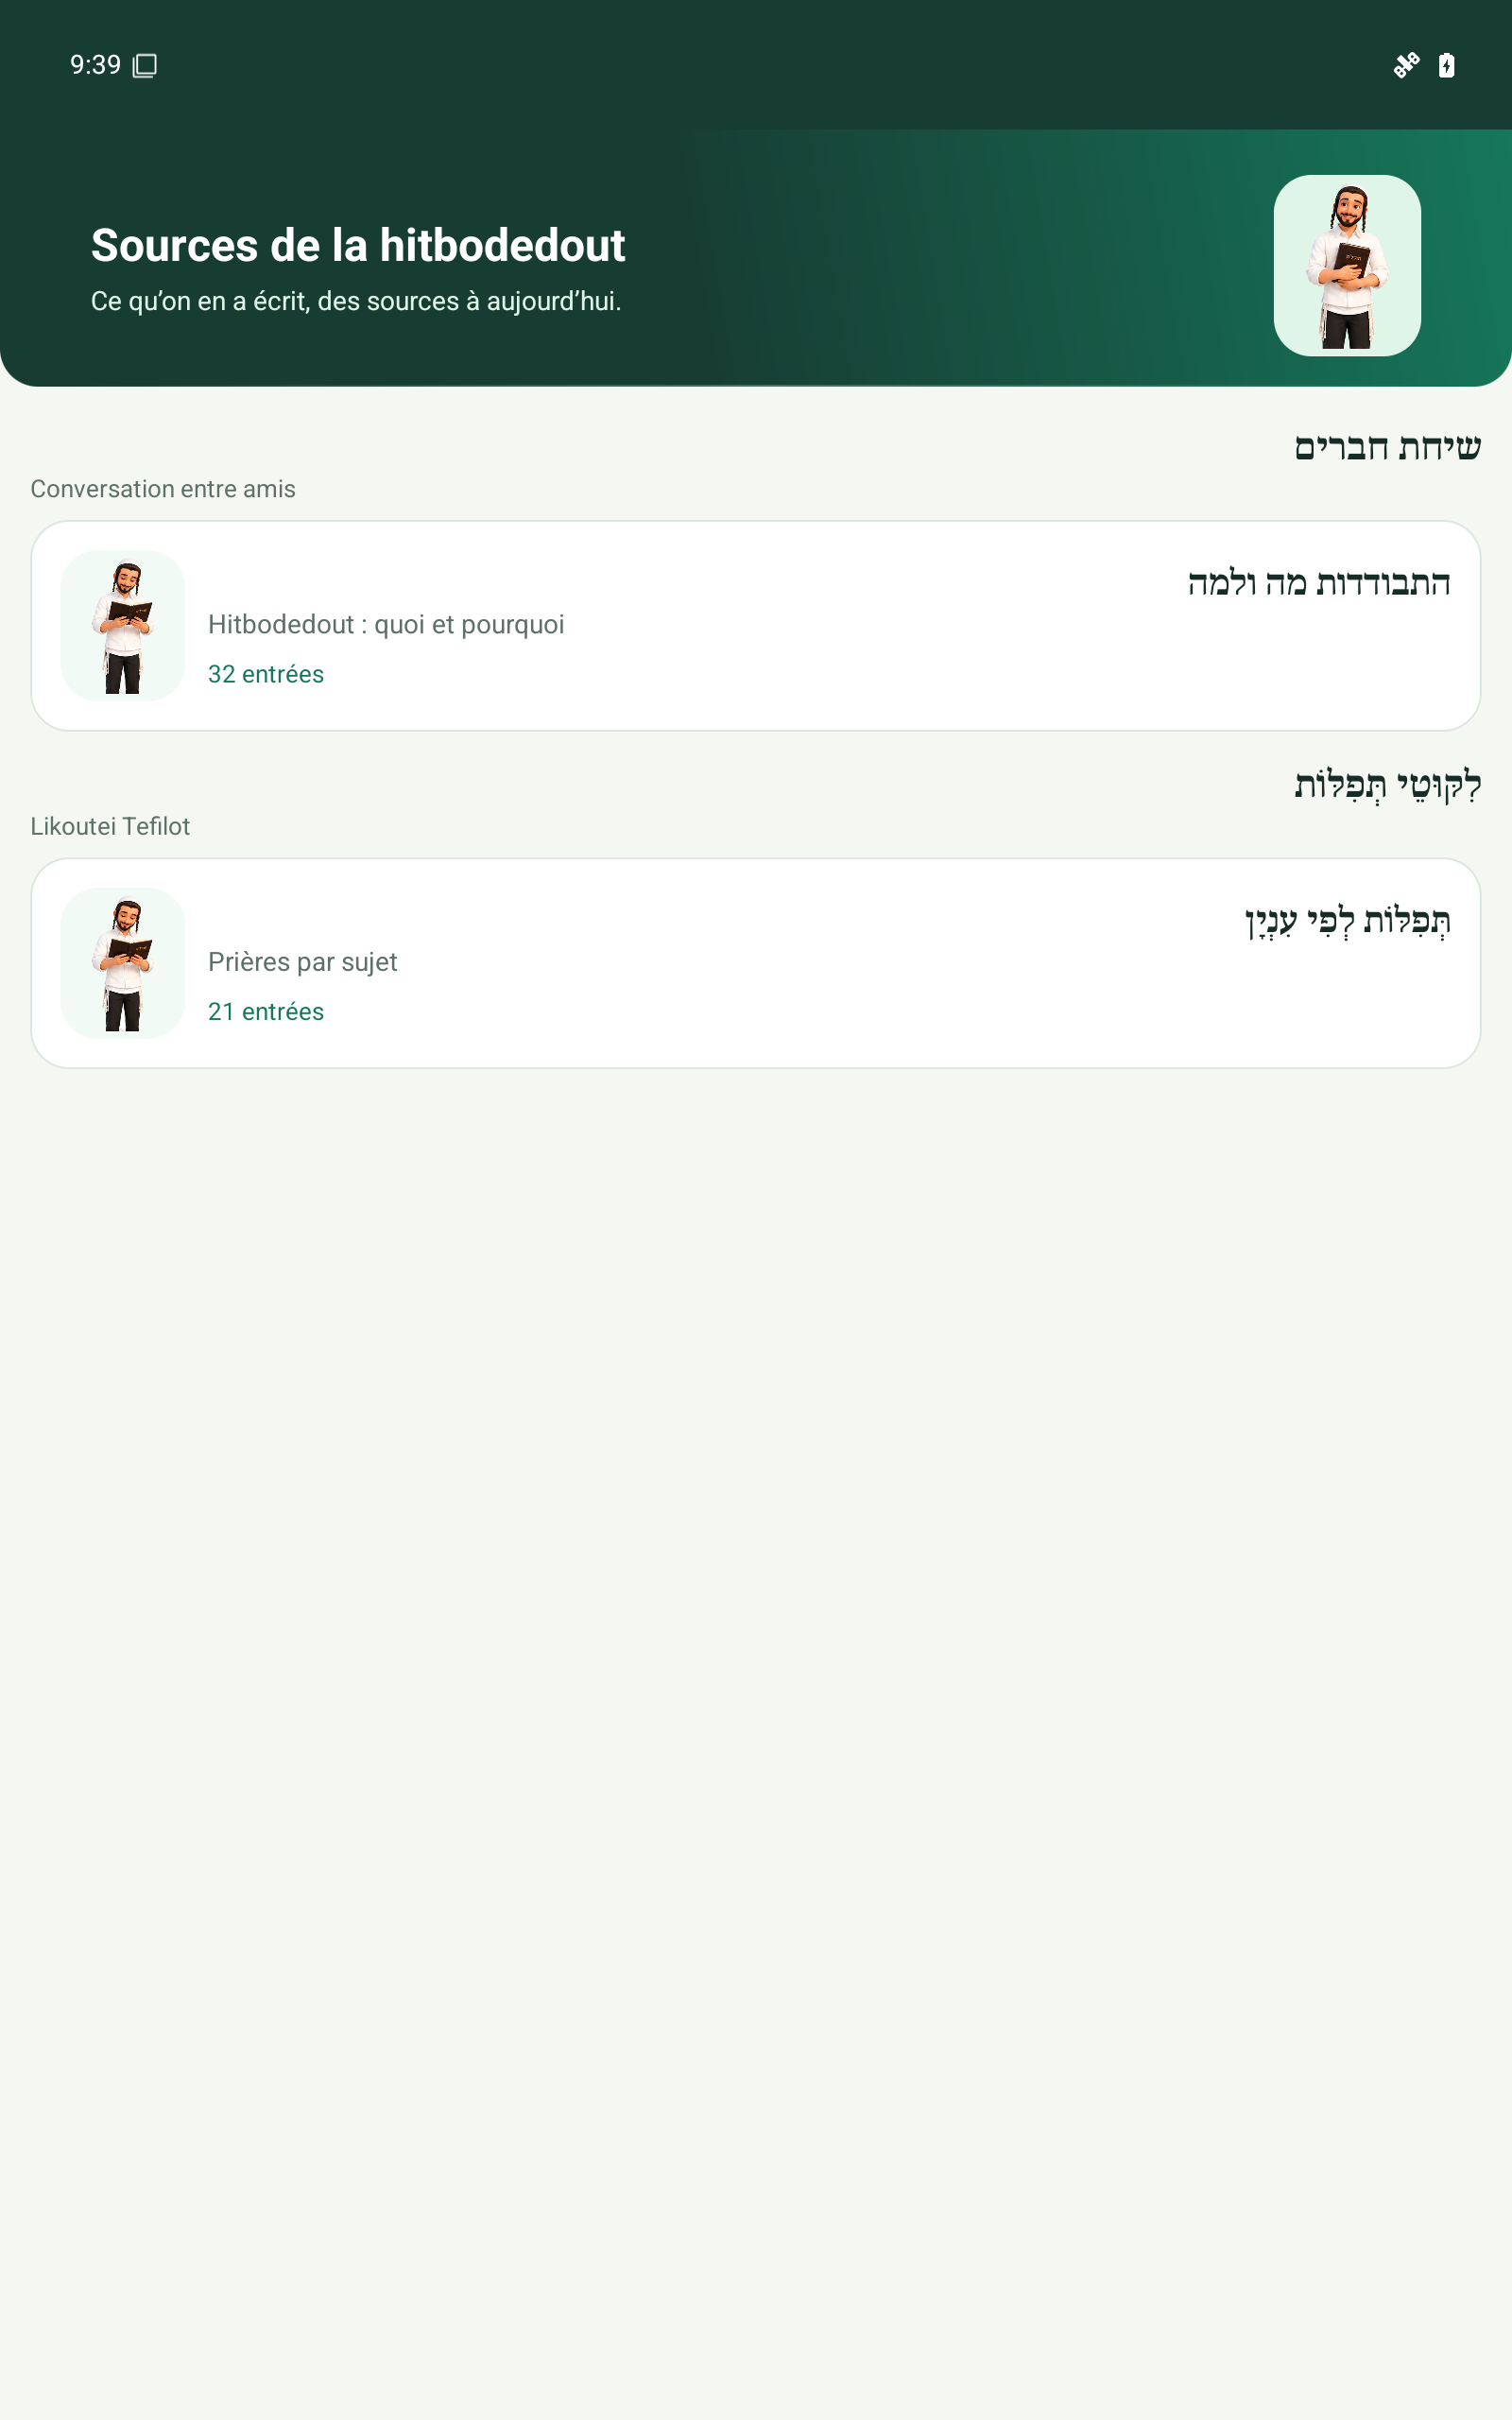 9:39
Sources de la hitbodedout
Ce qu’on en a écrit, des sources à aujourd’hui.
שיחת חברים
Conversation entre amis
התבודדות מה ולמה
Hitbodedout : quoi et pourquoi
32 entrées
לִקּוּטֵי תְּפִלּוֹת
Likoutei Tefilot
תְּפִלּוֹת לְפִי עִנְיָן
Prières par sujet
21 entrées